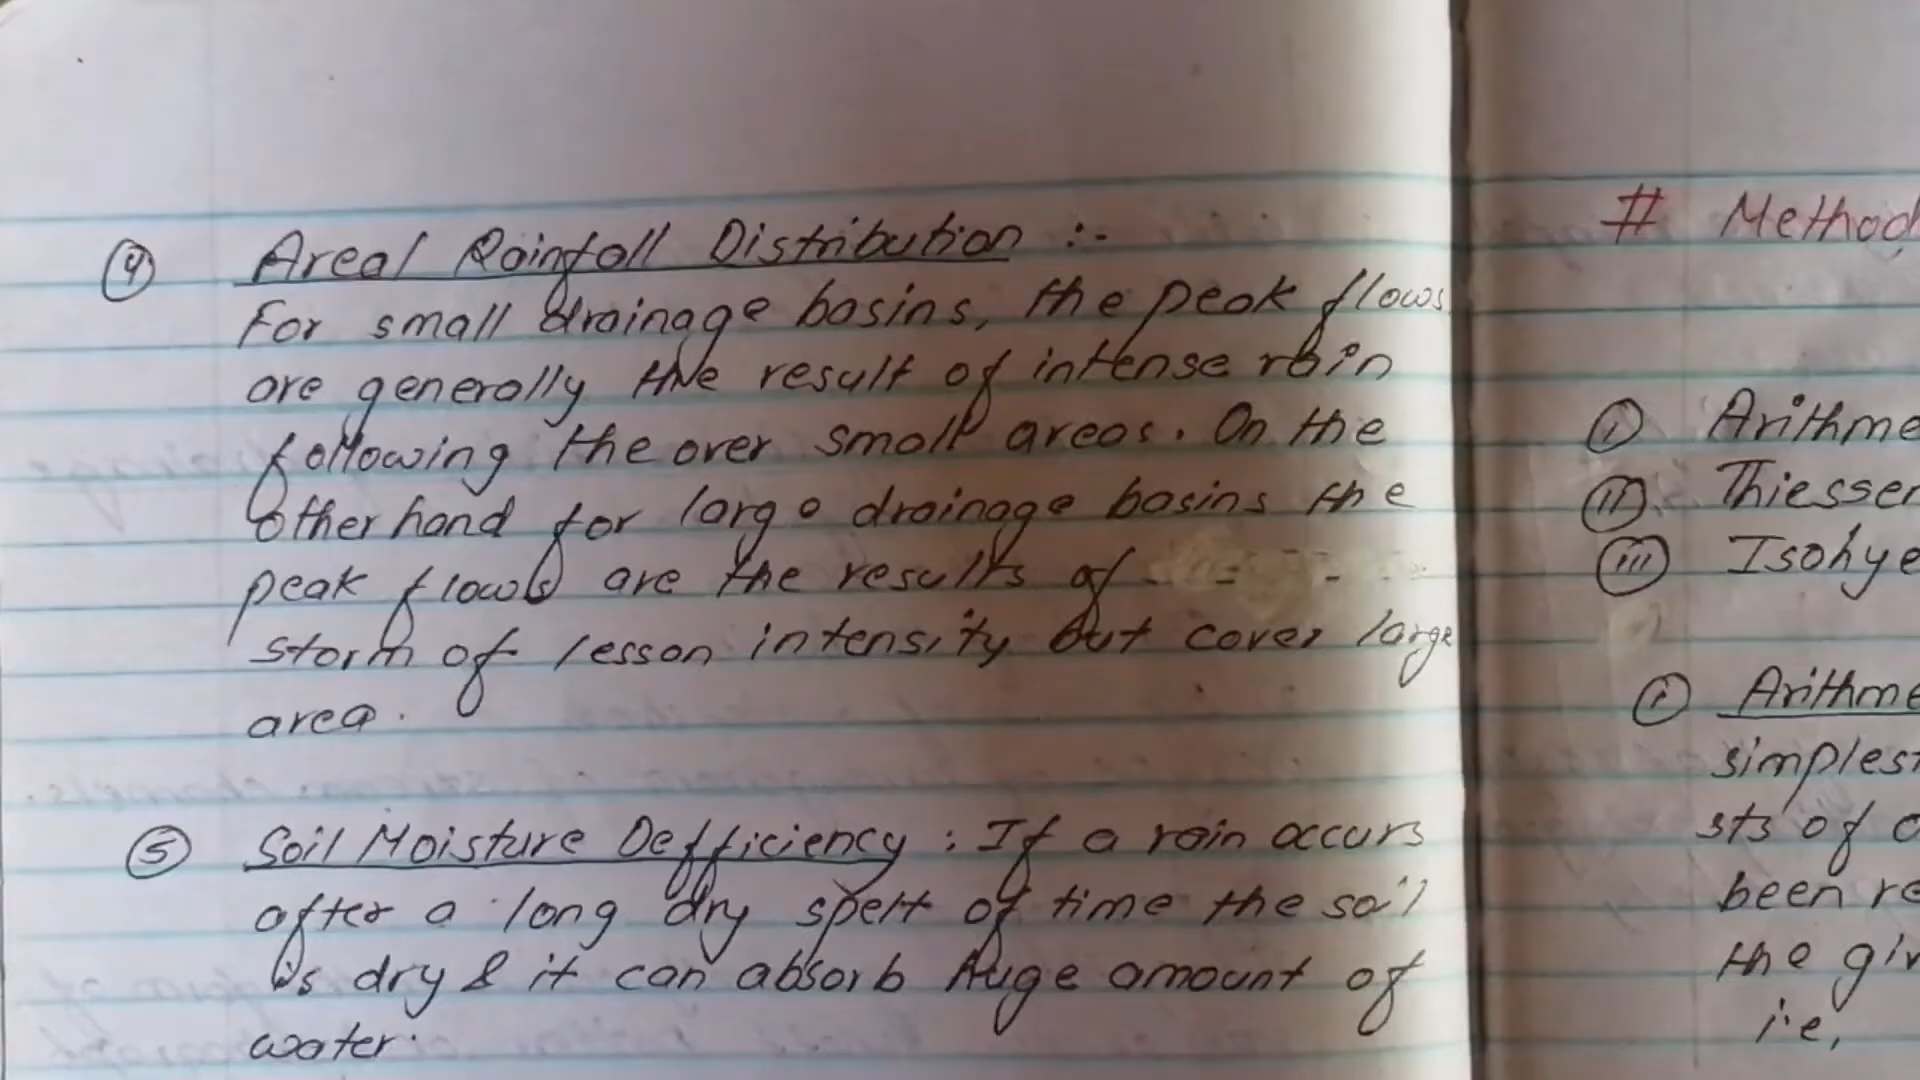 ④ Areal Rainfall Distribution :-
For small drainage basins, the peak flows
are generally the result of intense rain
following the over small areas. On the
other hand for large drainage basins the
peak flows are the results of - = - -
storm of lesson intensity but cover large
area.
⑤ Soil Moisture Defficiency : If a rain occurs
after a long dry spelt of time the soil
is dry & it can absorb huge amount of
water.
# Method
(i) Arithme
(ii) Thiessen
(iii) Isohye
(i) Arithme
simplest
sts of
been re
the giv
i.e,